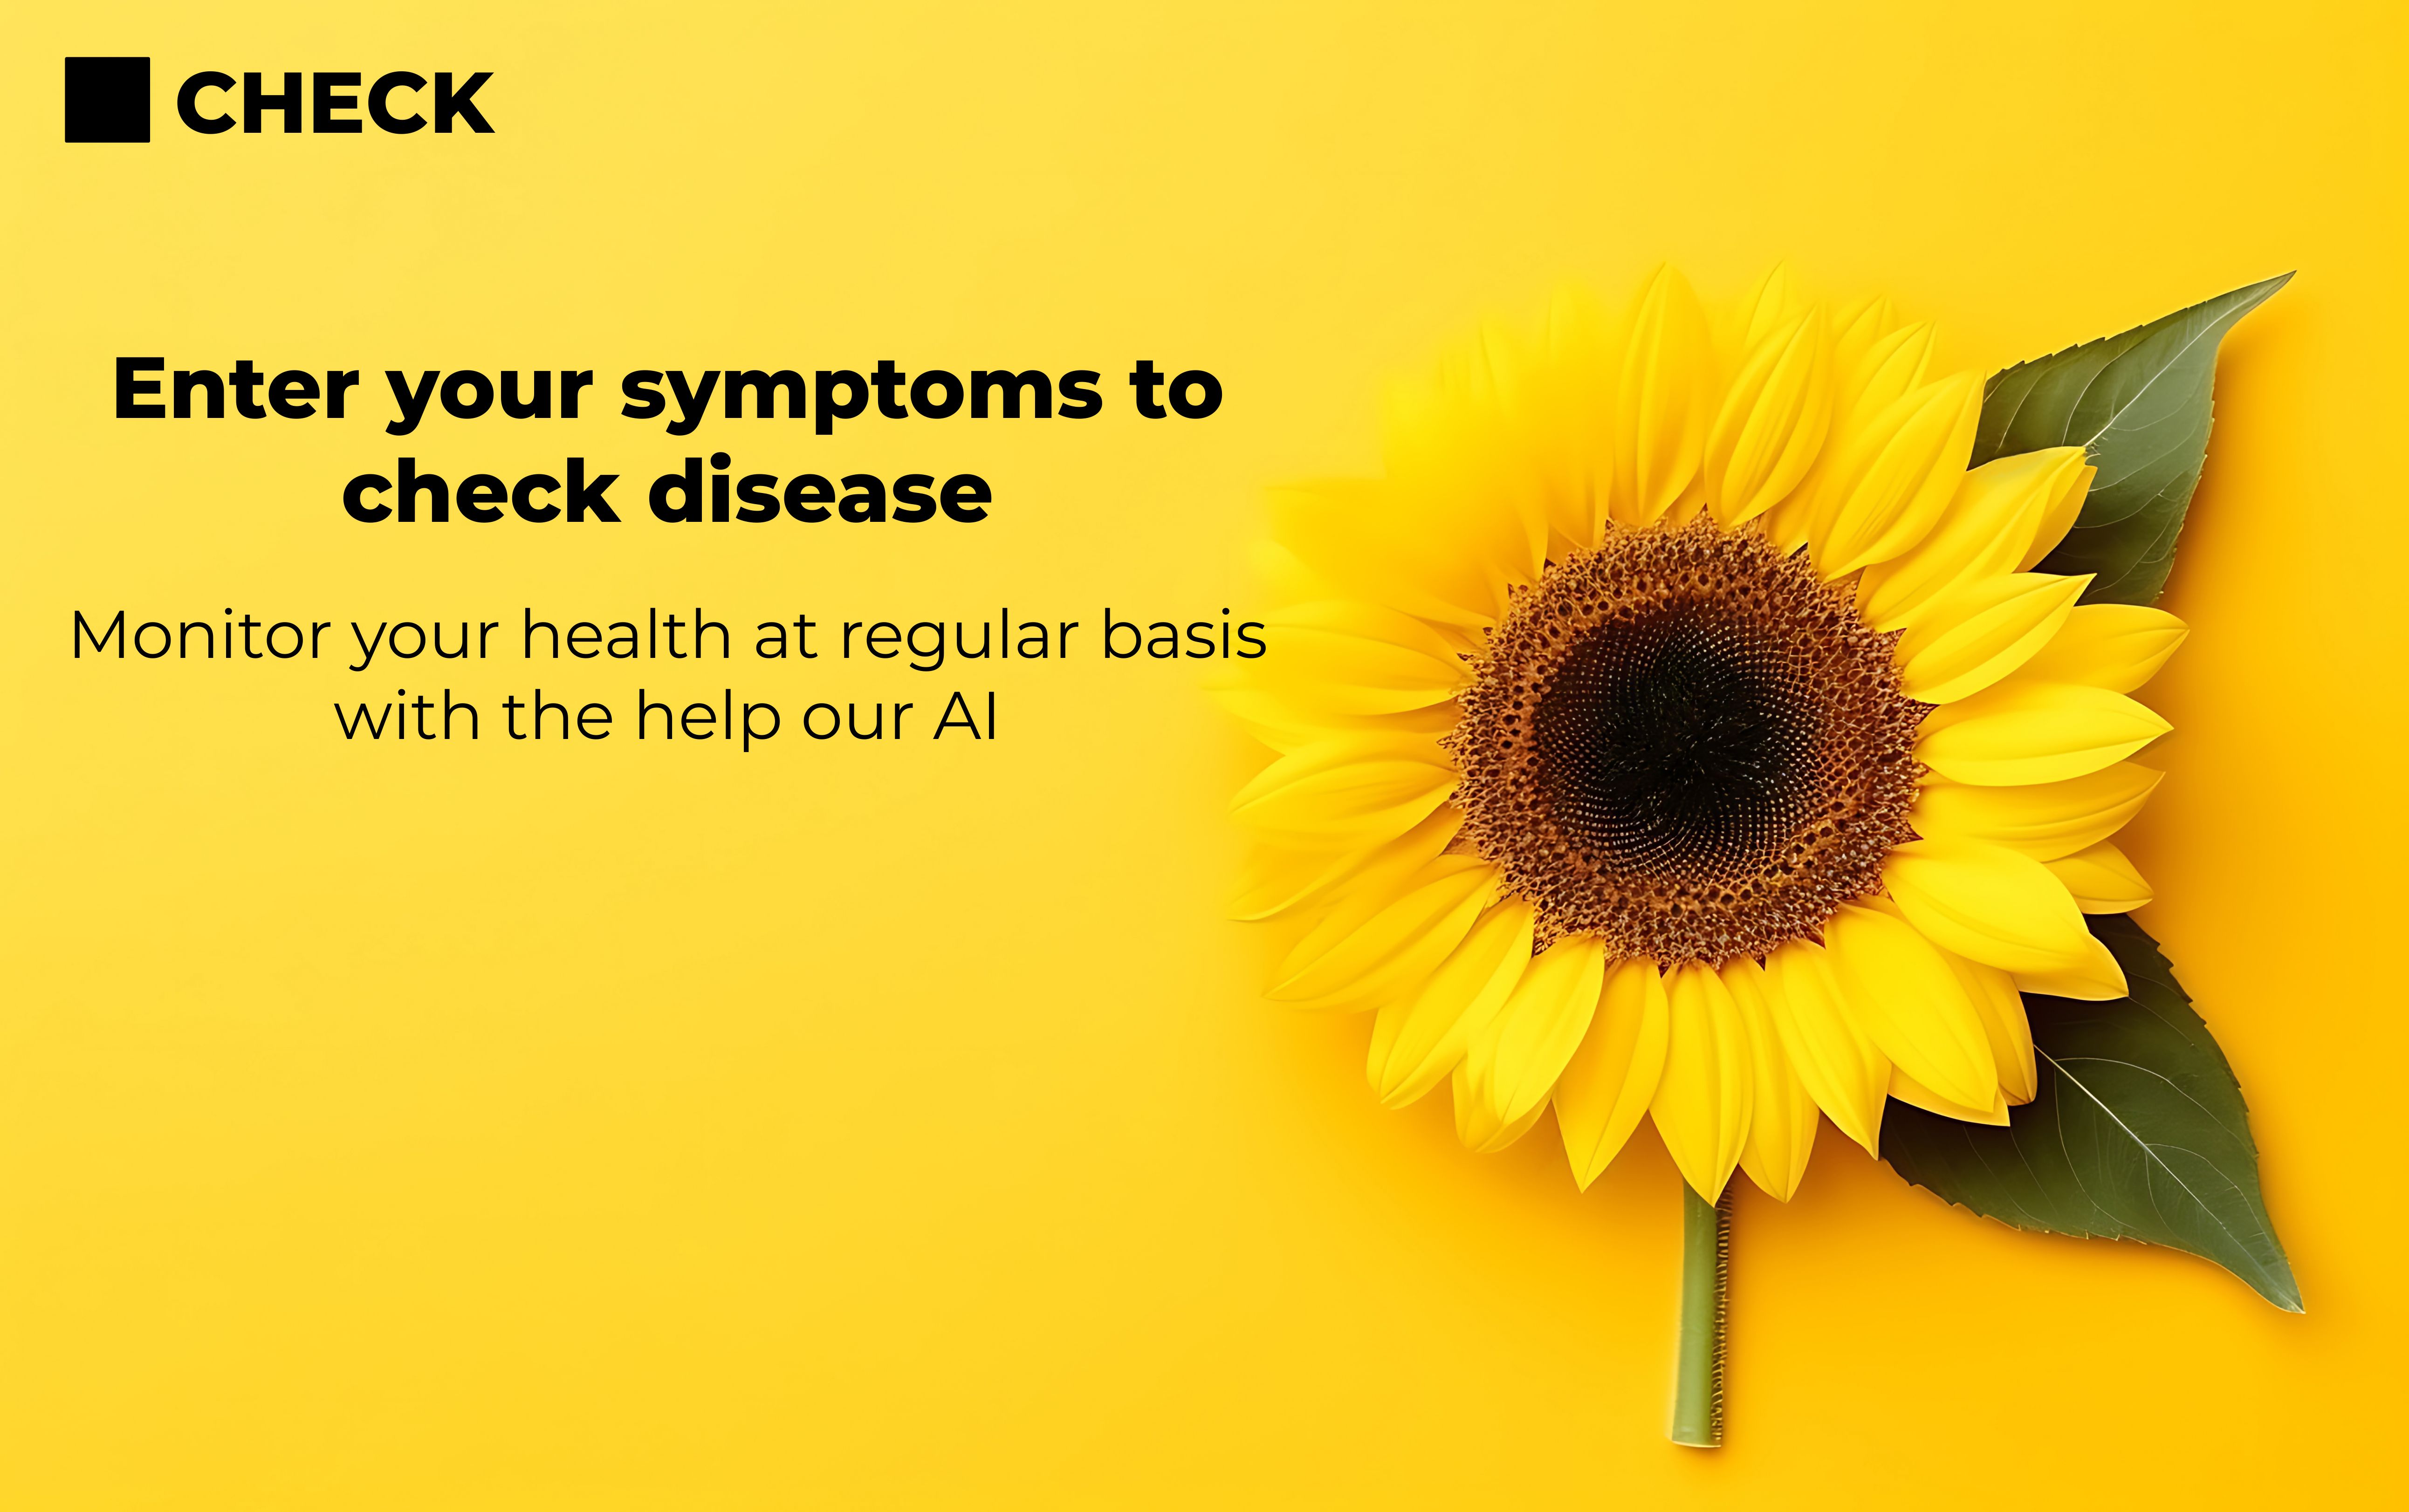 CHECK
Enter your symptoms to
check disease
Monitor your health at regular basis
with the help our AI